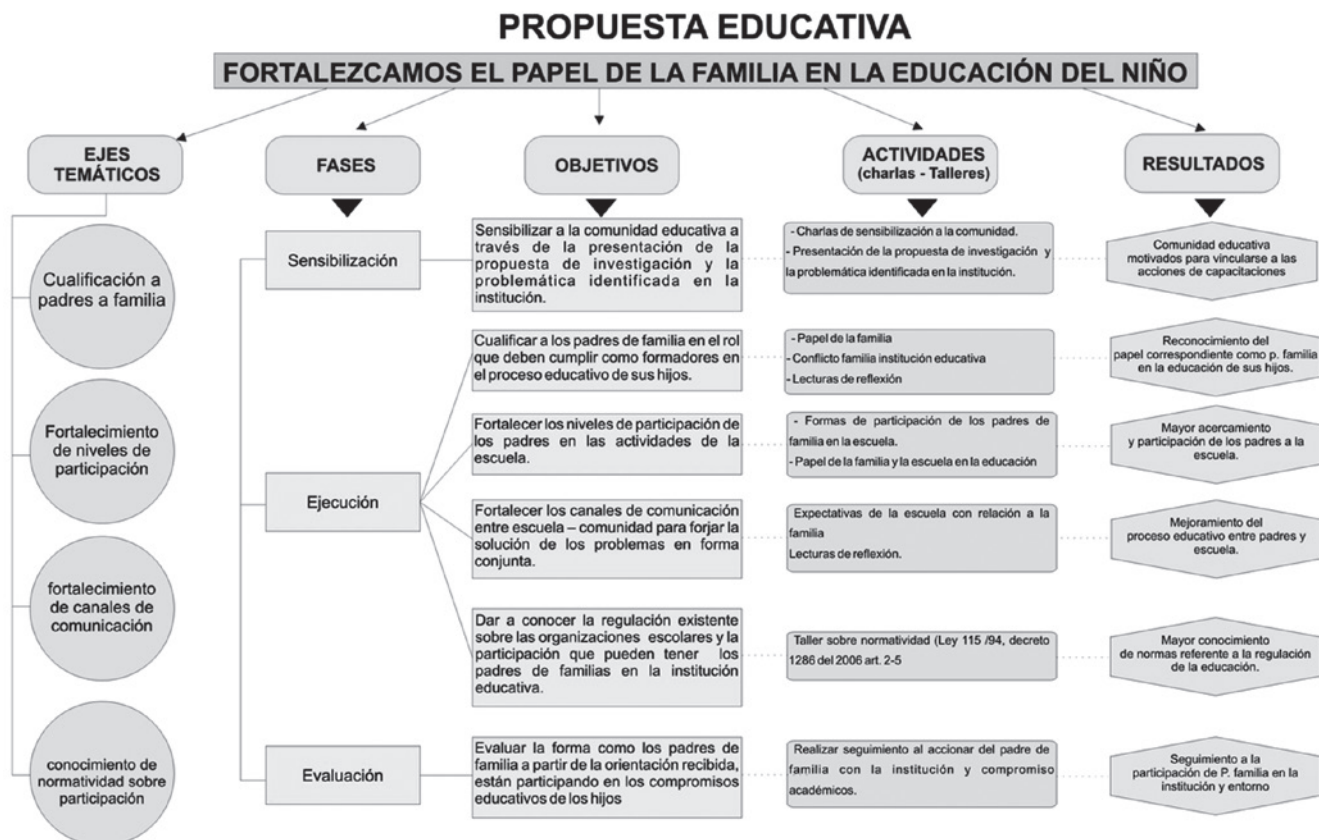 PROPUESTA EDUCATIVA
FORTALEZCAMOS EL PAPEL DE LA FAMILIA EN LA EDUCACIÓN DEL NIÑO
EJES
TEMÁTICOS
FASES
OBJETIVOS
ACTIVIDADES
(charlas - Talleres)
RESULTADOS
Cualificación a
padres a familia
Fortalecimiento
de niveles de
participación
fortalecimiento
de canales de
comunicación
conocimiento de
normatividad sobre
participación
Sensibilización
Sensibilizar a la comunidad educativa a
través de la presentación de la
propuesta de investigación y la
problemática identificada en la
institución.
- Charlas de sensibilización a la comunidad.
- Presentación de la propuesta de investigación y
la problemática identificada en la institución.
Comunidad educativa
motivados para vincularse a las
acciones de capacitaciones
Ejecución
Cualificar a los padres de familia en el rol
que deben cumplir como formadores en
el proceso educativo de sus hijos.
- Papel de la familia
- Conflicto familia institución educativa
- Lecturas de reflexión
Reconocimiento del
papel correspondiente como p. familia
en la educación de sus hijos.
Fortalecer los niveles de participación de
los padres en las actividades de la
escuela.
- Formas de participación de los padres de
familia en la escuela.
- Papel de la familia y la escuela en la educación
Mayor acercamiento
y participación de los padres a la
escuela.
Fortalecer los canales de comunicación
entre escuela – comunidad para forjar la
solución de los problemas en forma
conjunta.
Expectativas de la escuela con relación a la
familia
Lecturas de reflexión.
Mejoramiento del
proceso educativo entre padres y
escuela.
Dar a conocer la regulación existente
sobre las organizaciones escolares y la
participación que pueden tener los
padres de familias en la institución
educativa.
Taller sobre normatividad (Ley 115 /94, decreto
1286 del 2006 art. 2-5
Mayor conocimiento
de normas referente a la regulación
de la educación.
Evaluación
Evaluar la forma como los padres de
familia a partir de la orientación recibida,
están participando en los compromisos
educativos de los hijos
Realizar seguimiento al accionar del padre de
familia con la institución y compromiso
académicos.
Seguimiento a la
participación de P. familia en la
institución y entorno